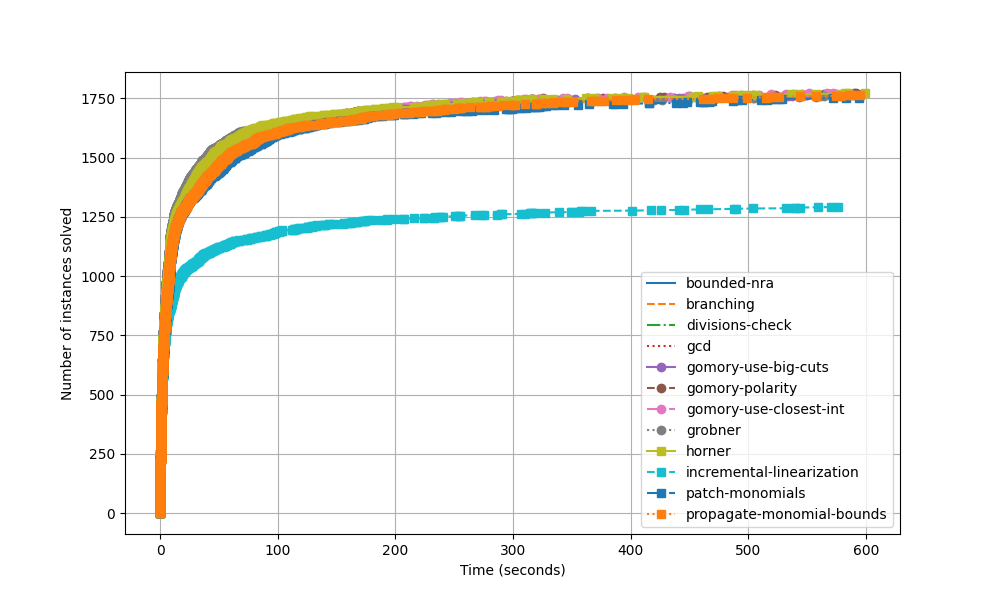 Number of instances solved
1750
1500
1250
1000
750
500
250
0
0 100 200 300 400 500 600
Time (seconds)
bounded-nra
branching
divisions-check
gcd
gomory-use-big-cuts
gomory-polarity
gomory-use-closest-int
grobner
horner
incremental-linearization
patch-monomials
propagate-monomial-bounds